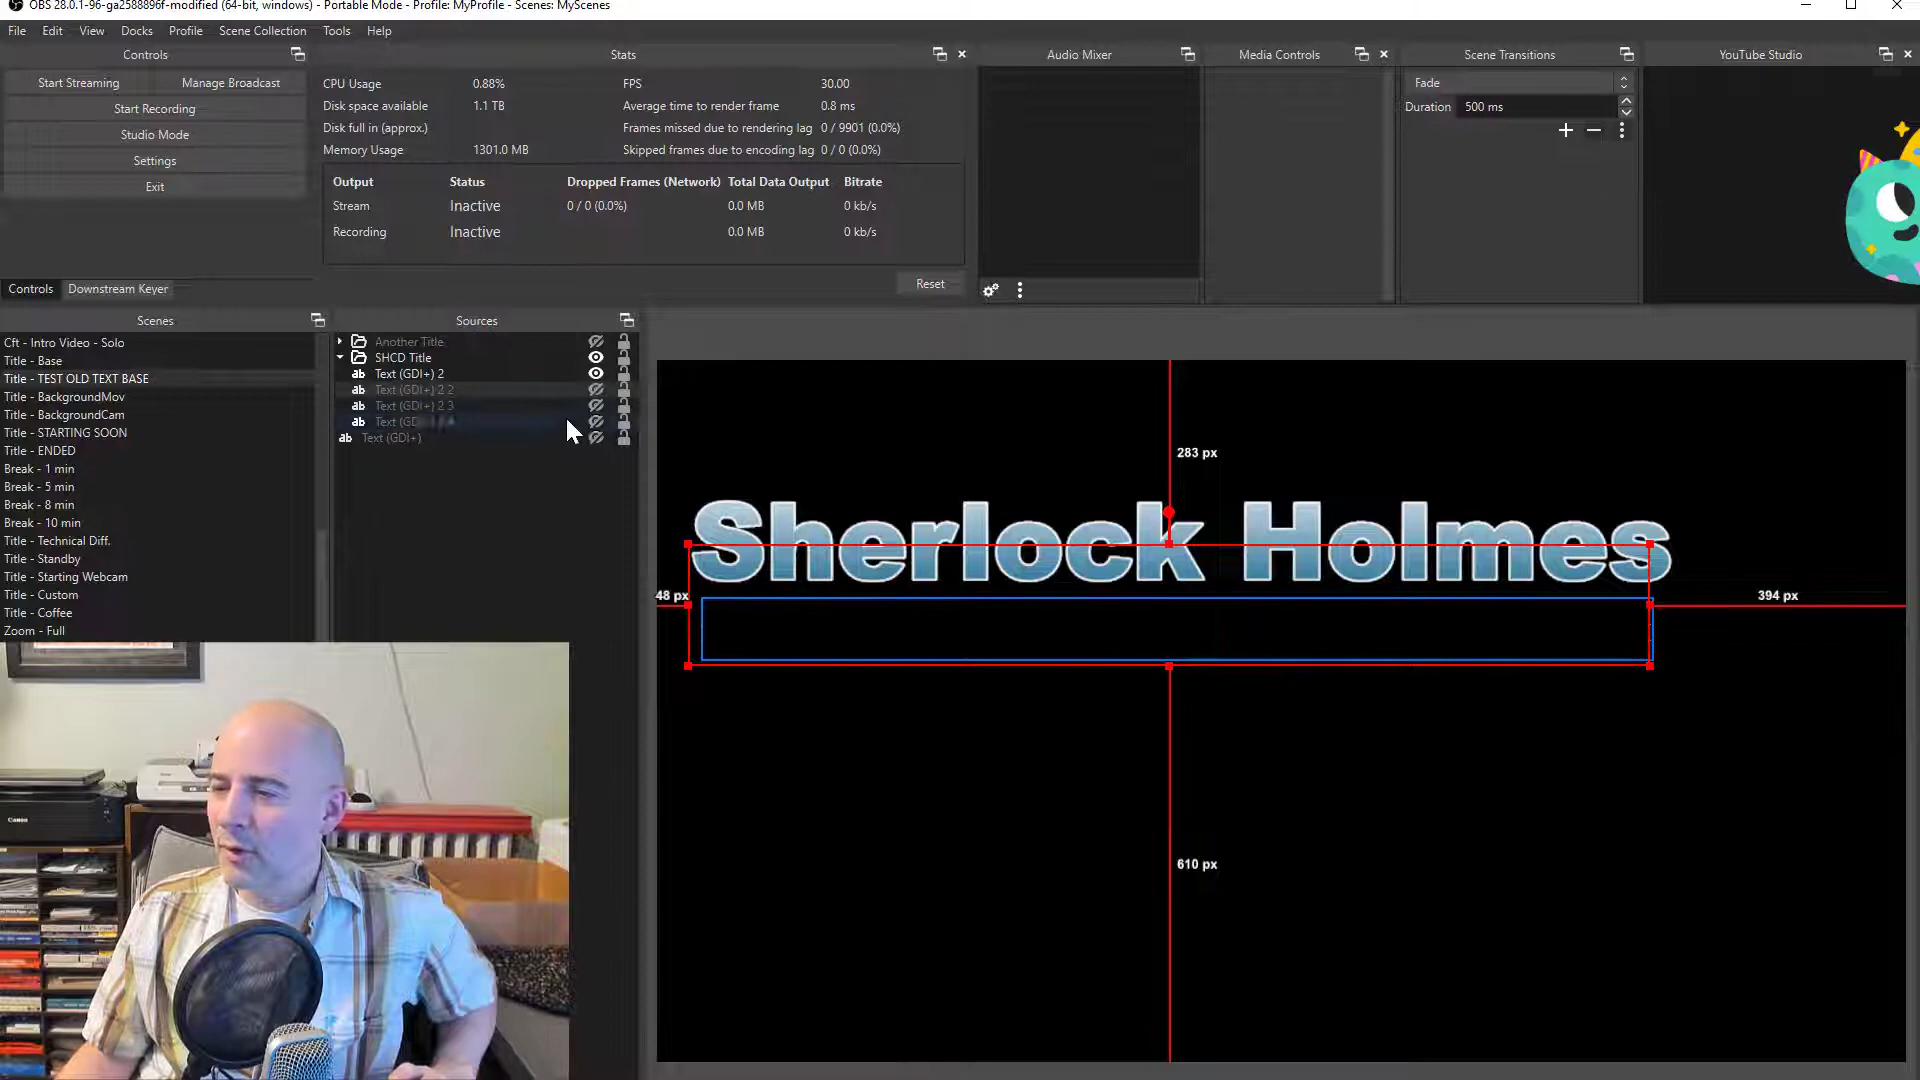 OBS 28.0.1-96-ga2588896f-modified (64-bit, windows) - Portable Mode - Profile: MyProfile - Scenes: MyScenes
File Edit View Docks Profile Scene Collection Tools Help
Controls Stats Audio Mixer Media Controls Scene Transitions YouTube Studio
Start Streaming Manage Broadcast
Start Recording
Studio Mode
Settings
Exit
Controls Downstream Keyer
CPU Usage 0.88% FPS 30.00
Disk space available 1.1 TB Average time to render frame 0.8 ms
Disk full in (approx.) Frames missed due to rendering lag 0 / 9901 (0.0%)
Memory Usage 1301.0 MB Skipped frames due to encoding lag 0 / 0 (0.0%)
Output Status Dropped Frames (Network) Total Data Output Bitrate
Stream Inactive 0 / 0 (0.0%) 0.0 MB 0 kb/s
Recording Inactive 0.0 MB 0 kb/s
Reset
Fade
Duration 500 ms
Scenes
Cft - Intro Video - Solo
Title - Base
Title - TEST OLD TEXT BASE
Title - BackgroundMov
Title - BackgroundCam
Title - STARTING SOON
Title - ENDED
Break - 1 min
Break - 5 min
Break - 8 min
Break - 10 min
Title - Technical Diff.
Title - Standby
Title - Starting Webcam
Title - Custom
Title - Coffee
Zoom - Full
Sources
Another Title
SHCD Title
ab Text (GDI+) 2
ab Text (GDI+) 2 2
ab Text (GDI+) 2 3
ab Text
ab Text (GDI+)
283 px
Sherlock Holmes
48 px
394 px
610 px
Canon